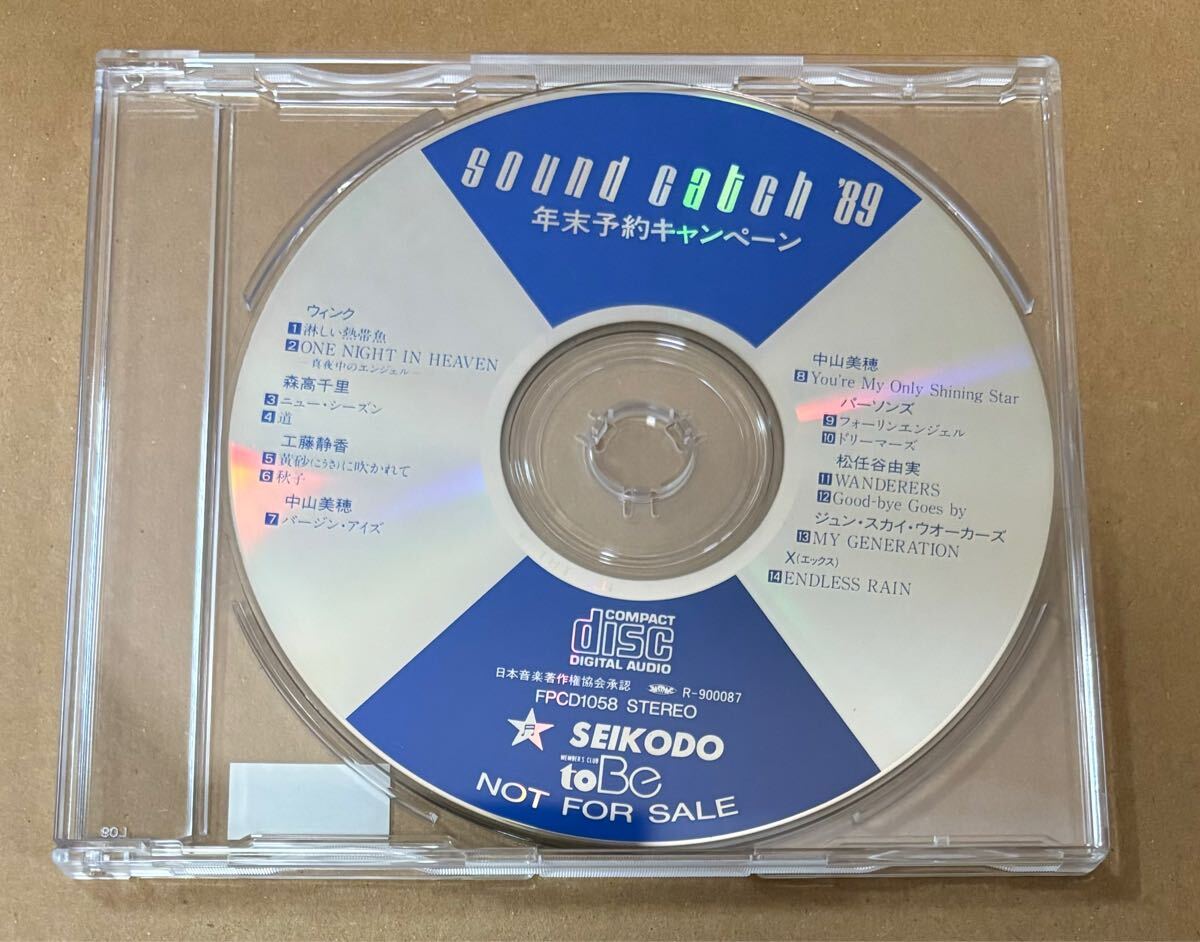 sound catch '89
年末予約キャンペーン
ウィンク
1 淋しい熱帯魚
2 ONE NIGHT IN HEAVEN
—真夜中のエンジェル—
森高千里
3 ニュー・シーズン
4 道
工藤静香
5 黄砂(こうさ)に吹かれて
6 秋子
中山美穂
7 バージン・アイズ
中山美穂
8 You're My Only Shining Star
パーソンズ
9 フォーリンエンジェル
10 ドリーマーズ
松任谷由実
11 WANDERERS
12 Good-bye Goes by
ジュン・スカイ・ウオーカーズ
13 MY GENERATION
X(エックス)
14 ENDLESS RAIN
COMPACT
disc
DIGITAL AUDIO
日本音楽著作権協会承認 R-900087
FPCD1058 STEREO
SEIKODO
MEMBER'S CLUB
toBe
NOT FOR SALE